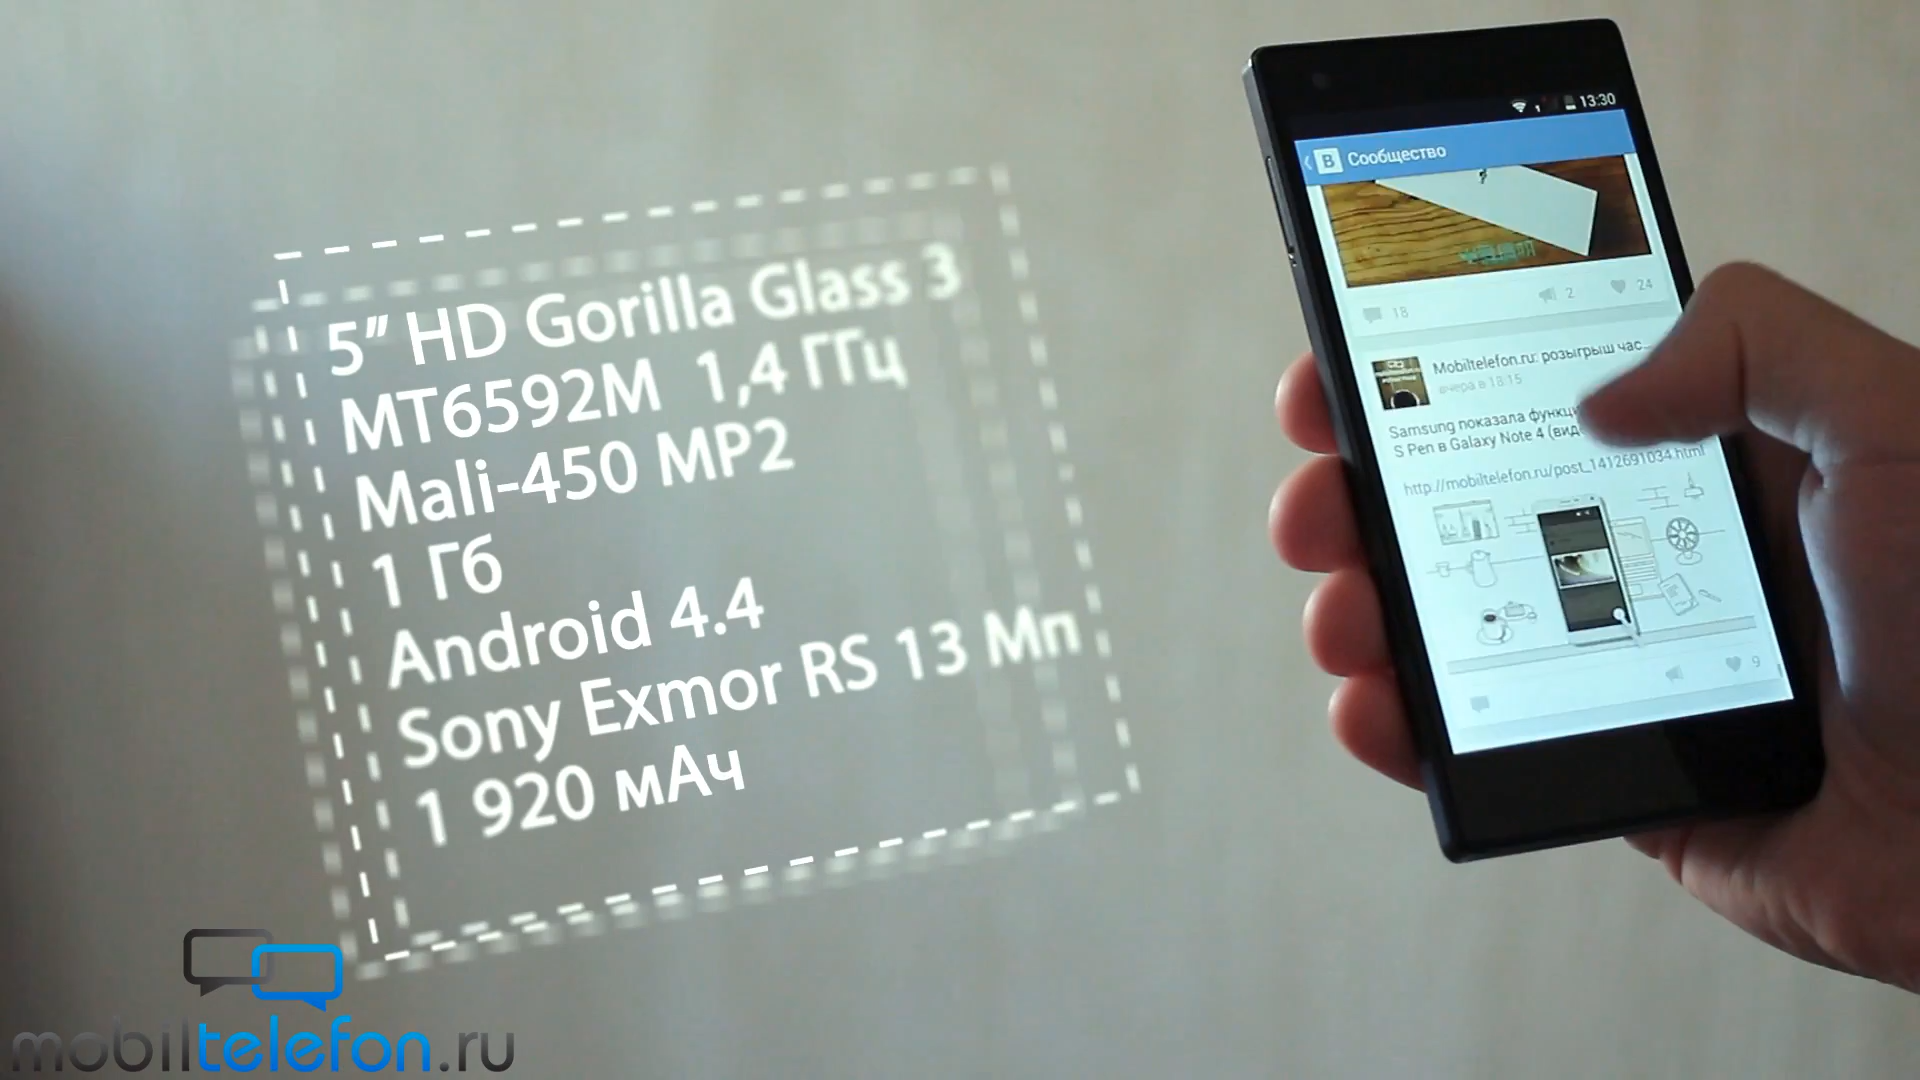 5” HD Gorilla Glass 3
MT6592M 1,4 ГГц
Mali-450 MP2
1 Гб
Android 4.4
Sony Exmor RS 13 Мп
1 920 мАч
mobiltelefon.ru
13:30
B Сообщество
18
2
24
Mobiltelefon.ru: розыгрыш час...
вчера в 18:15
Samsung показала
S Pen в Galaxy Note 4
http://mobiltelefon.ru/post_1412691034.html
9